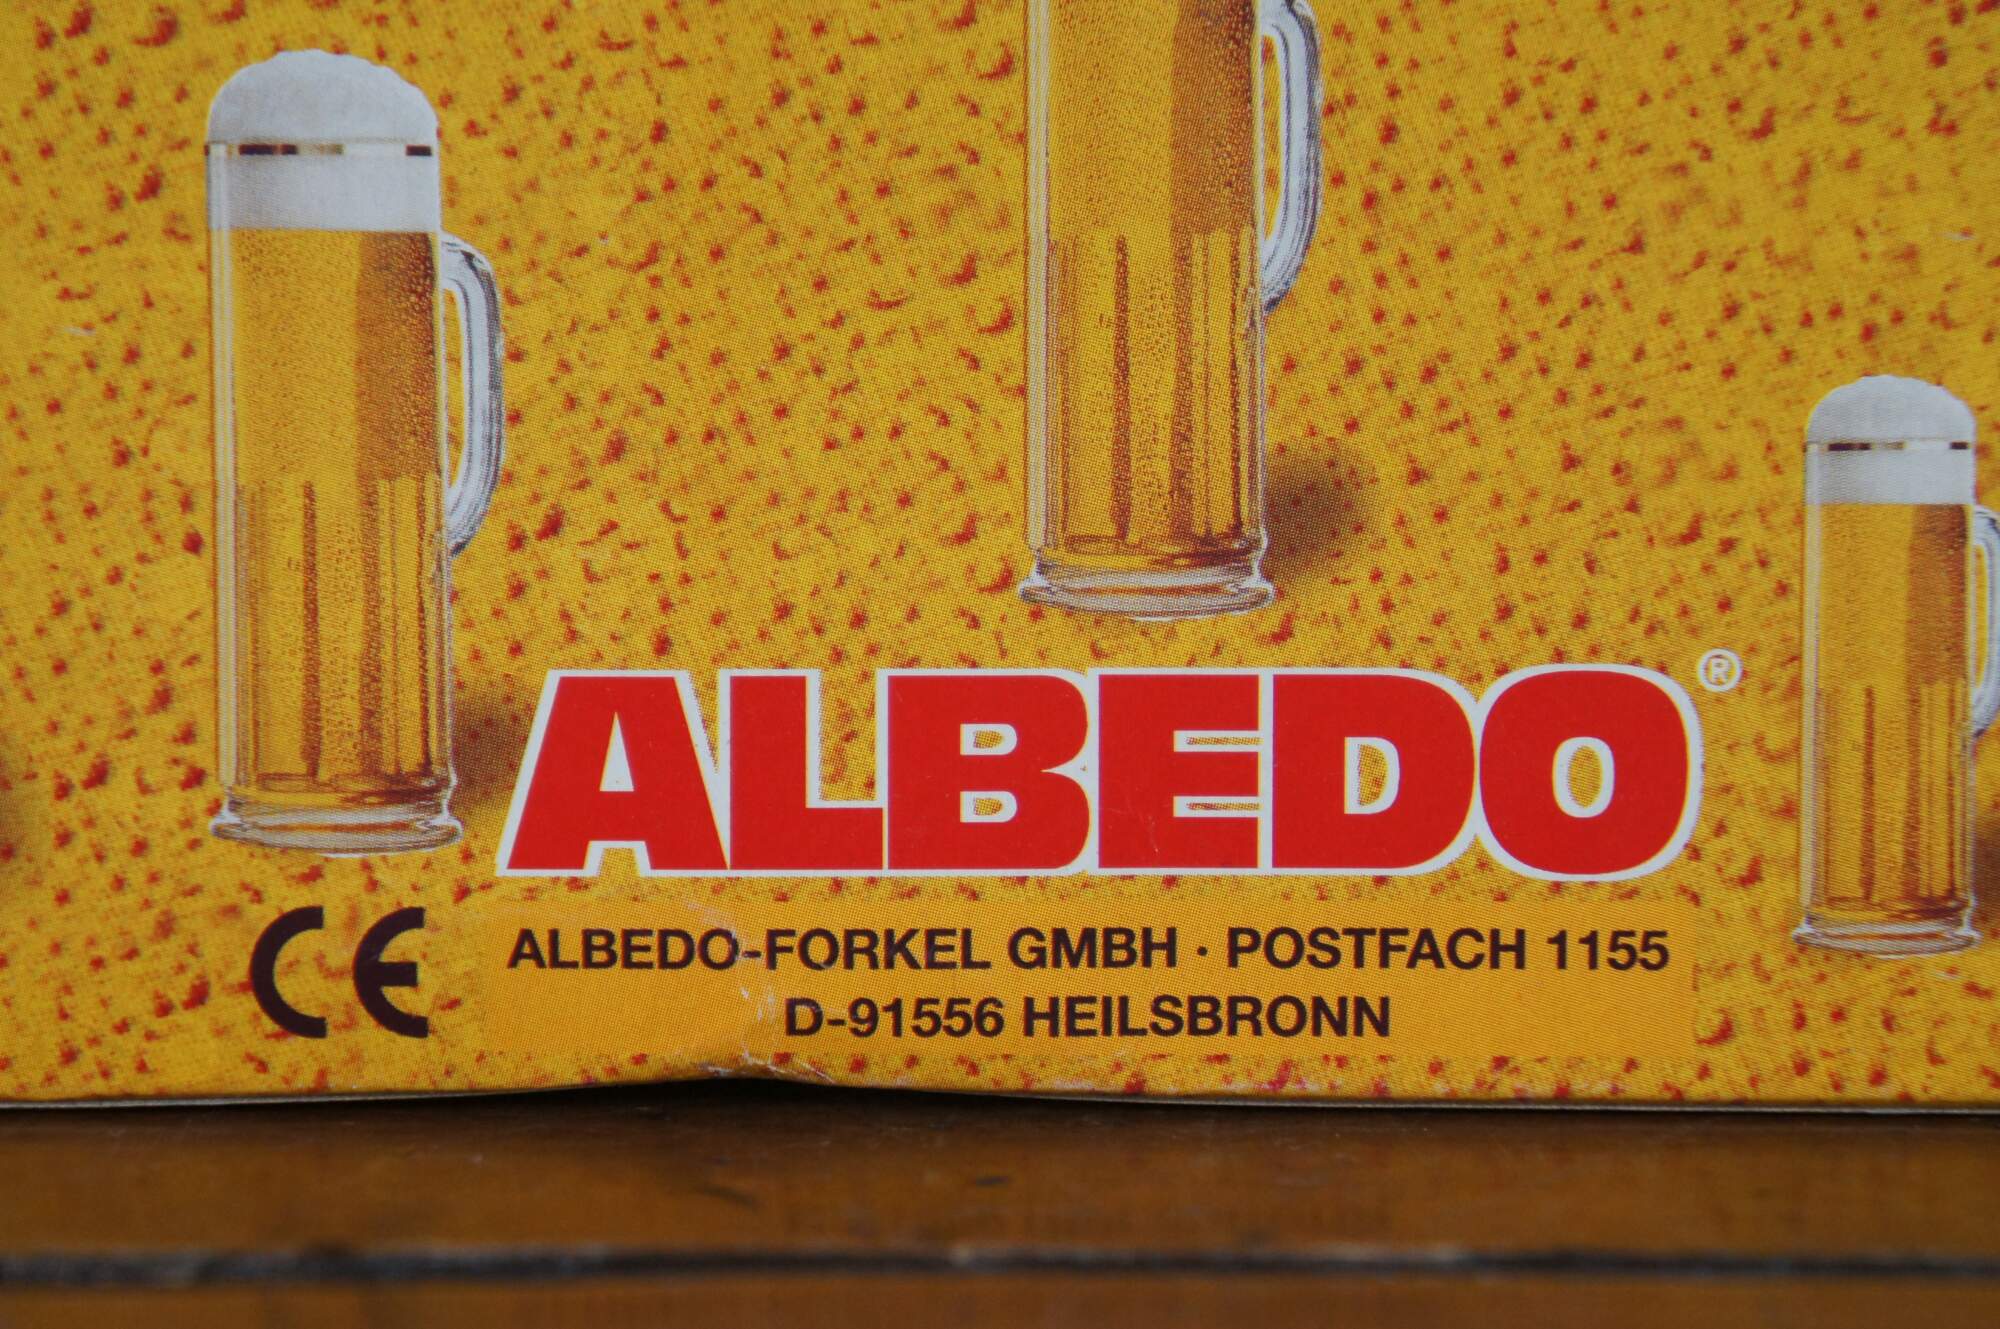 ALBEDO®
CE
ALBEDO-FORKEL GMBH · POSTFACH 1155
D-91556 HEILSBRONN